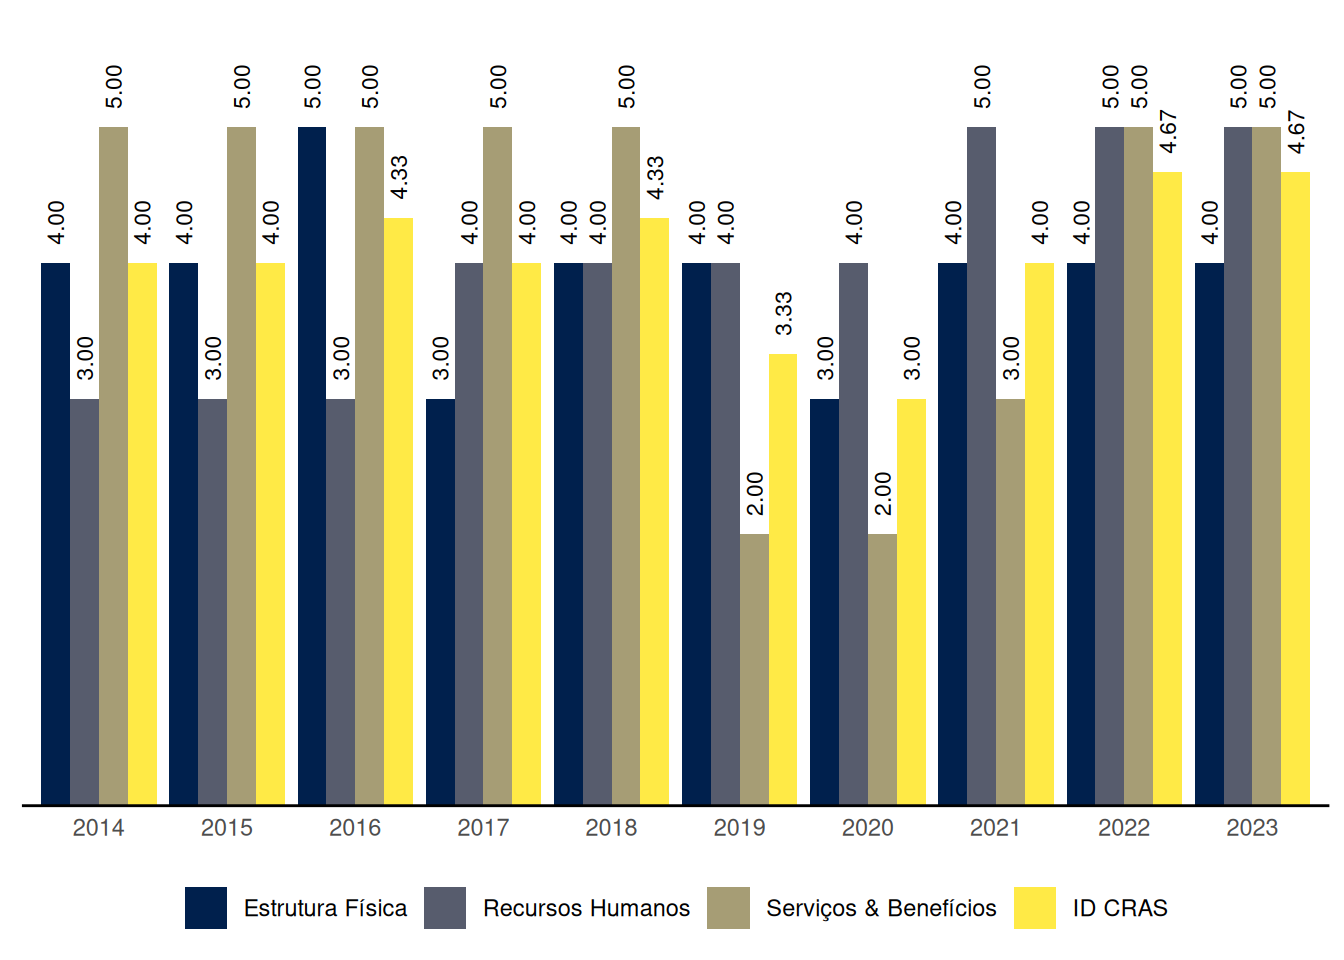 5.00 5.00 5.00 5.00 5.00 5.00 5.00 5.00 5.00 5.00 5.00
4.67 4.67
4.33 4.33
4.00 4.00 4.00 4.00 4.00 4.00 4.00 4.00 4.00 4.00 4.00 4.00 4.00 4.00
3.33
3.00 3.00 3.00 3.00 3.00 3.00 3.00
2.00 2.00
2014 2015 2016 2017 2018 2019 2020 2021 2022 2023
Estrutura Física Recursos Humanos Serviços & Benefícios ID CRAS